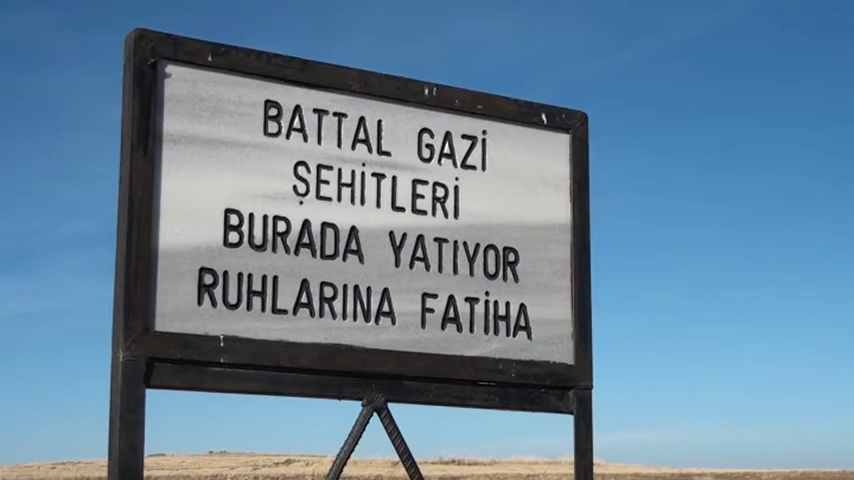 BATTAL GAZİ
ŞEHİTLERİ
BURADA YATIYOR
RUHLARINA FATİHA